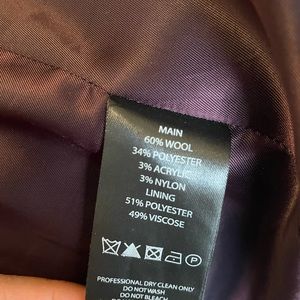 MAIN
60% WOOL
34% POLYESTER
3% ACRYLIC
3% NYLON
LINING
51% POLYESTER
49% VISCOSE
PROFESSIONAL DRY CLEAN ONLY
DO NOT WASH
DO NOT BLEACH